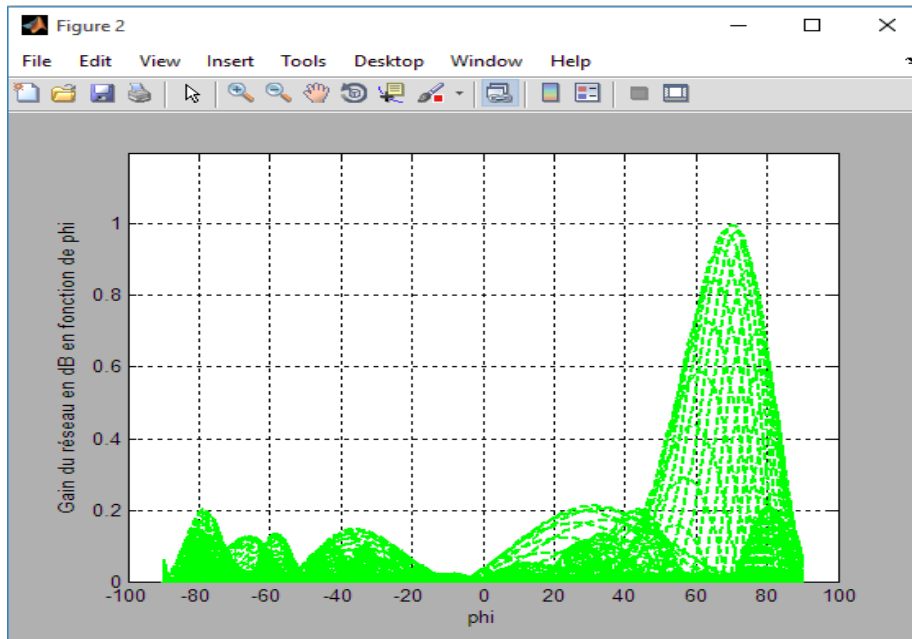 Figure 2
File Edit View Insert Tools Desktop Window Help
Gain du réseau en dB en fonction de phi
1
0.8
0.6
0.4
0.2
0
-100 -80 -60 -40 -20 0 20 40 60 80 100
phi